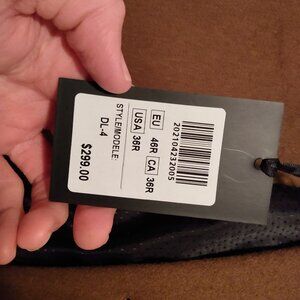 2021042332005
EU 46R CA 36R
USA 36R
STYLE/MODELE:
DL-4
$299.00